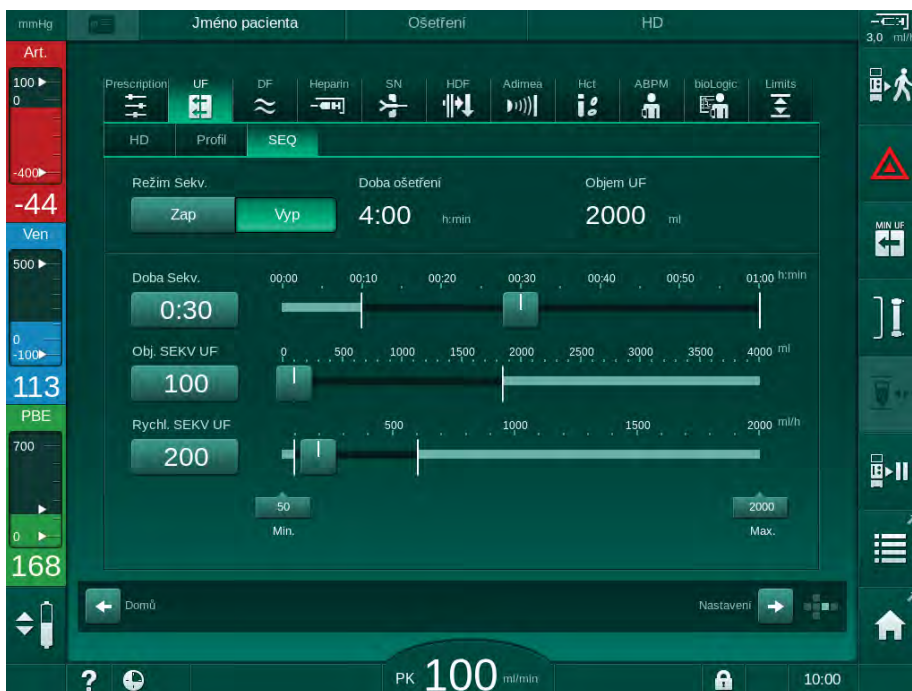 mmHg Jméno pacienta Ošetření HD
3,0 ml/h
Art.
100
0
-400
-44
Ven
500
0
-100
113
PBE
700
0
168
Prescription UF DF Heparin SN HDF Adimea Hct ABPM bioLogic Limits
HD Profil SEQ
Režim Sekv. Doba ošetření Objem UF
Zap Vyp 4:00 h:min 2000 ml
Doba Sekv. 00:00 00:10 00:20 00:30 00:40 00:50 01:00 h:min
0:30
Obj. SEKV UF 0 500 1000 1500 2000 2500 3000 3500 4000 ml
100
Rychl. SEKV UF 500 1000 1500 2000 ml/h
200
50 2000
Min. Max.
Domů Nastavení
MIN UF
? PK 100 ml/min 10:00